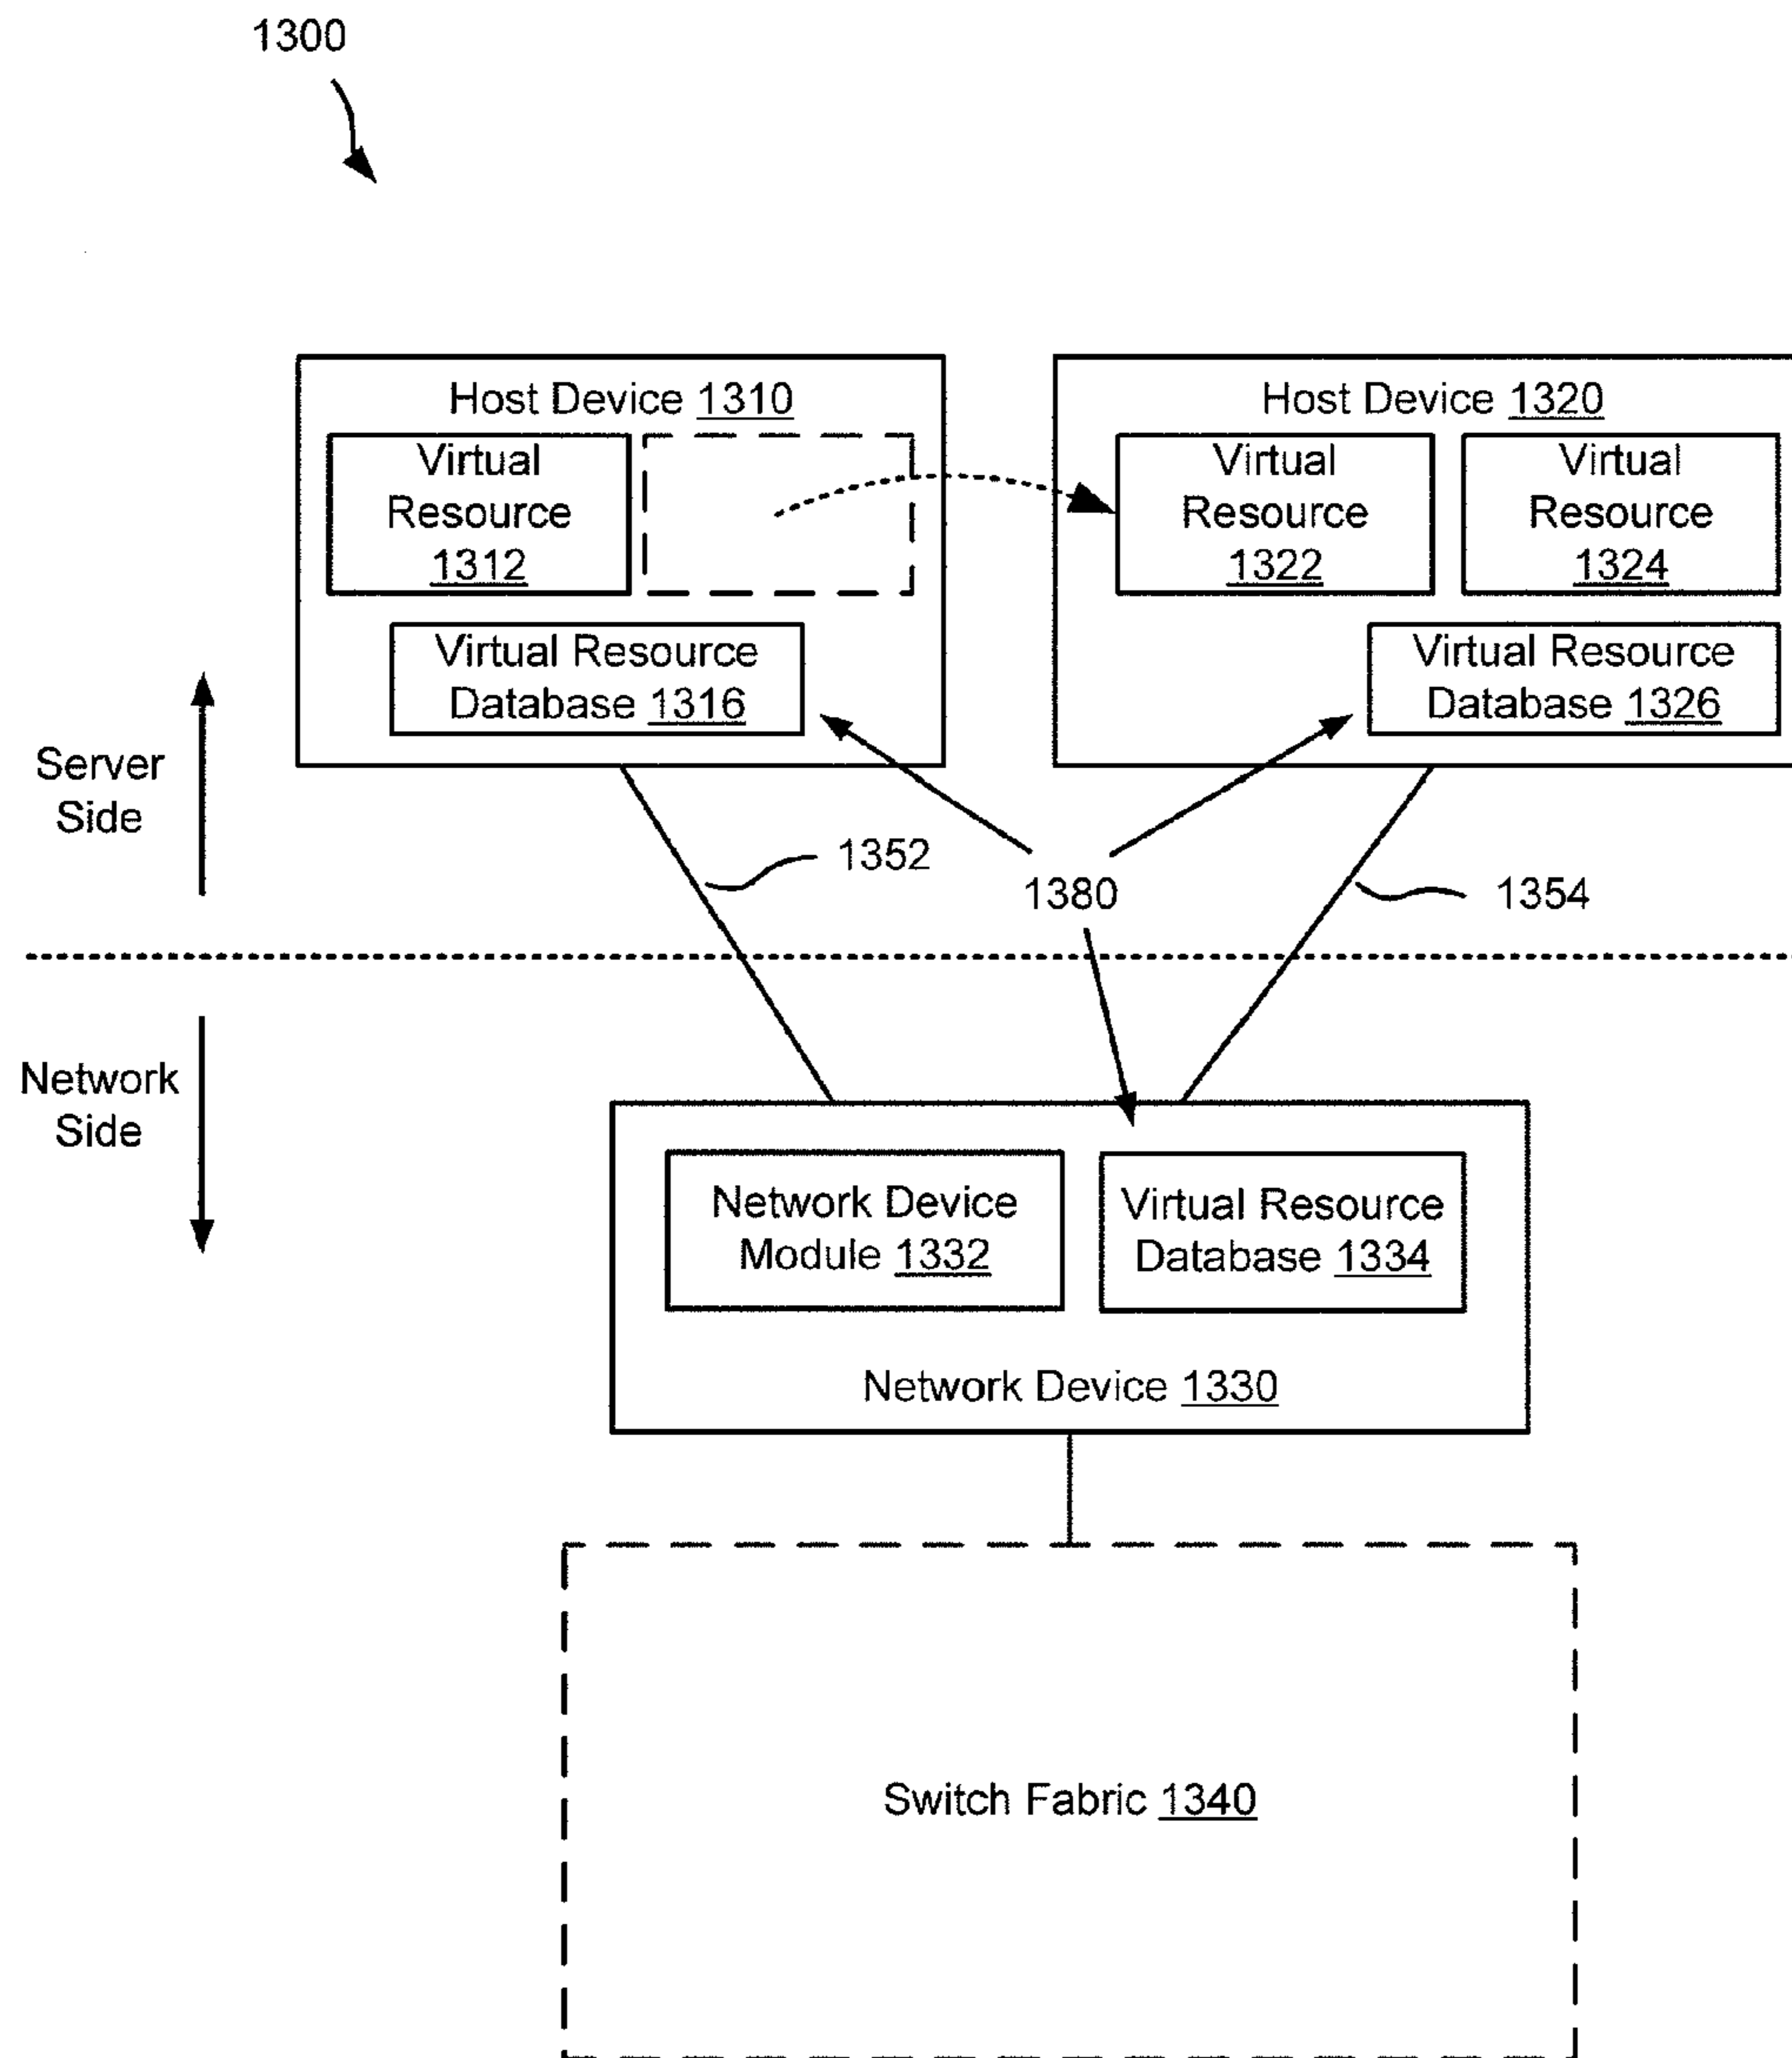 1300
Host Device 1310
Virtual
Resource
1312
Virtual Resource
Database 1316
Host Device 1320
Virtual
Resource
1322
Virtual
Resource
1324
Virtual Resource
Database 1326
Server
Side
1352
1380
1354
Network
Side
Network Device
Module 1332
Virtual Resource
Database 1334
Network Device 1330
Switch Fabric 1340